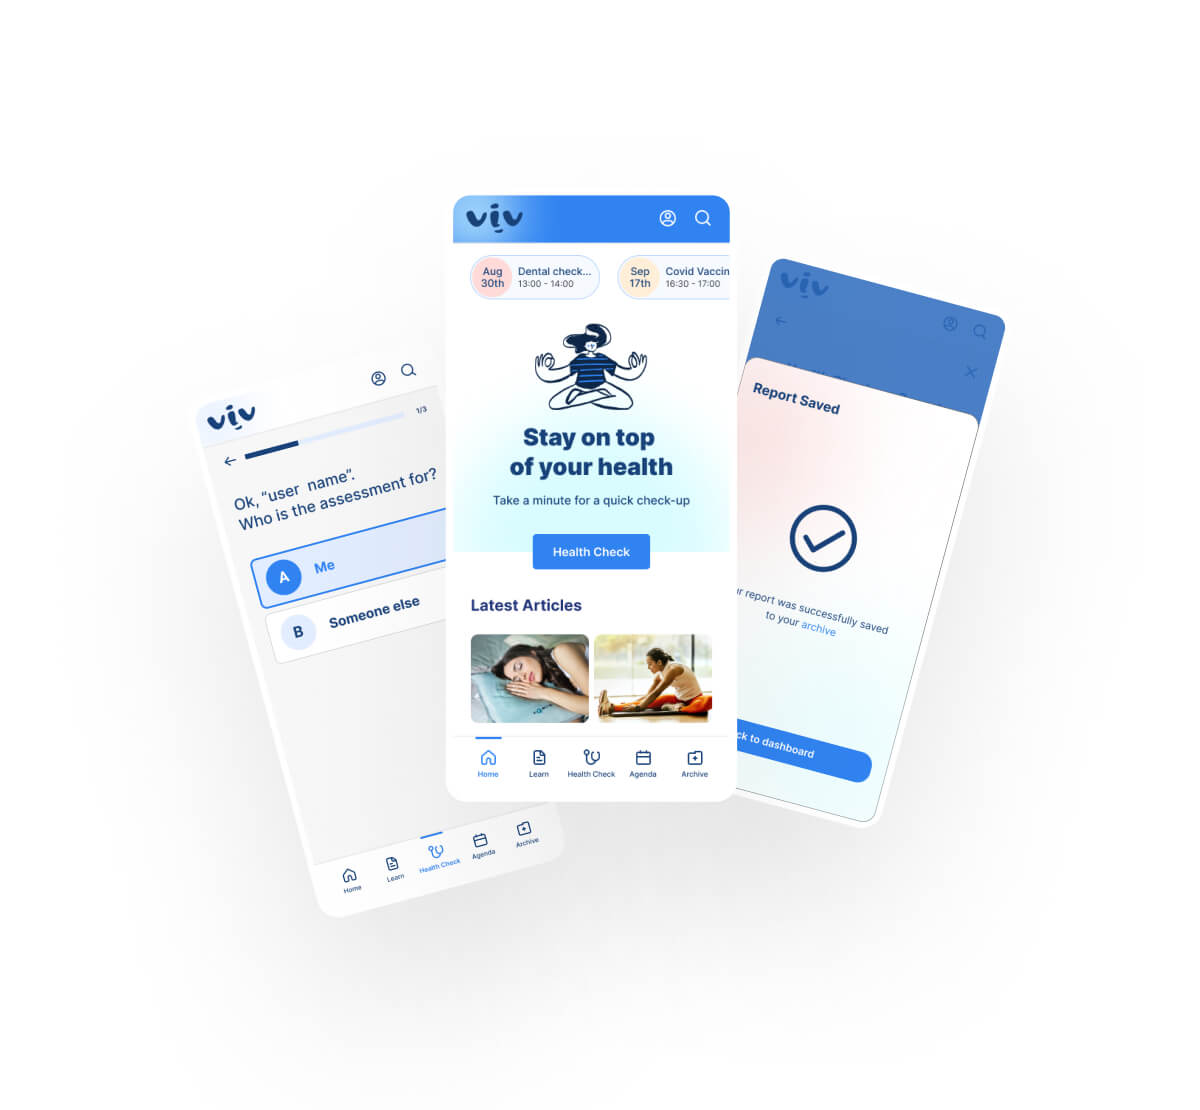 viv
1/3
Ok, “user name”.
Who is the assessment for?
A Me
B Someone else
Home Learn Health Check Agenda Archive
viv
Aug
30th
Dental check...
13:00 - 14:00
Sep
17th
Covid Vaccin
16:30 - 17:00
Stay on top
of your health
Take a minute for a quick check-up
Health Check
Latest Articles
Home Learn Health Check Agenda Archive
viv
Report Saved
r report was successfully saved
to your archive
ck to dashboard